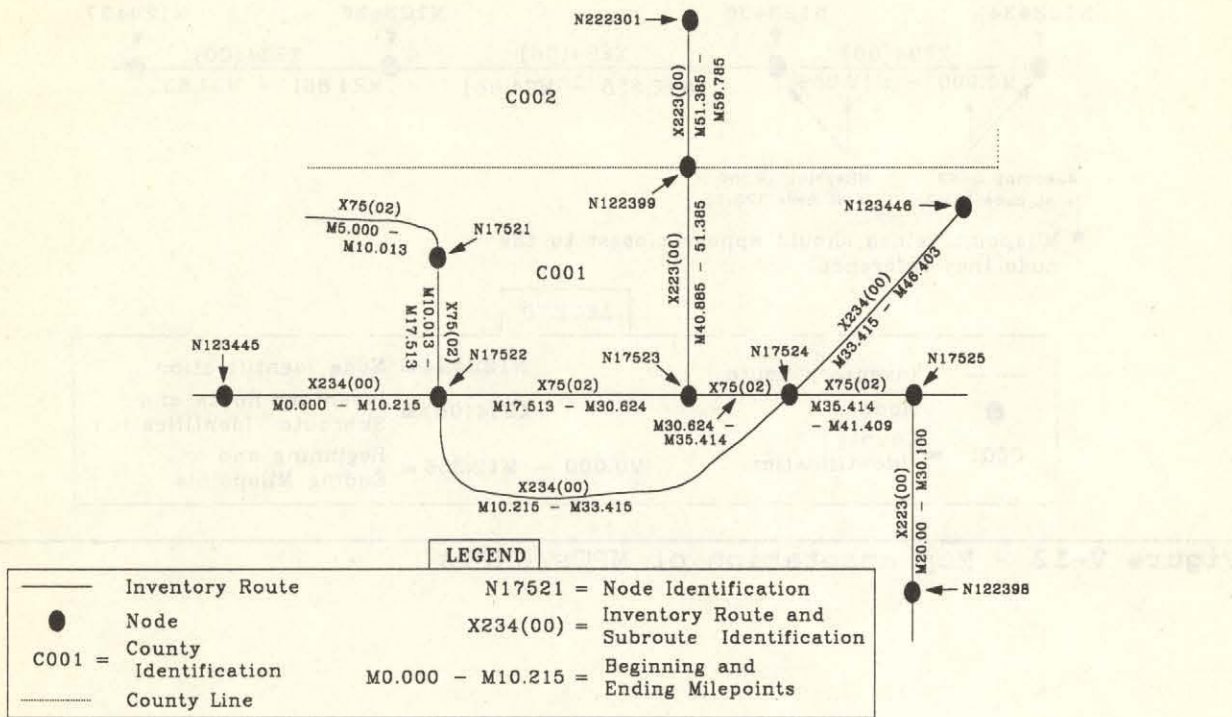 N222301
C002
X223(00)
M51.385 -
M59.785
N122399
N123446
X75(02)
M5.000 -
M10.013
N17521
C001
X223(00)
M40.885 - 51.385
X234(00)
M33.415 - M46.403
X75(02)
M10.013 -
M17.515
N123445
N17522
N17523
N17524
N17525
X234(00)
M0.000 - M10.215
X75(02)
M17.513 - M30.624
X75(02)
M30.624 -
M35.414
X75(02)
M35.414
- M41.409
X234(00)
M10.215 - M33.415
X223(00)
M20.00 - M30.100
N122398
LEGEND
Inventory Route
Node
C001 = County
Identification
County Line
N17521 = Node Identification
X234(00) = Inventory Route and
Subroute Identification
M0.000 - M10.215 = Beginning and
Ending Milepoints